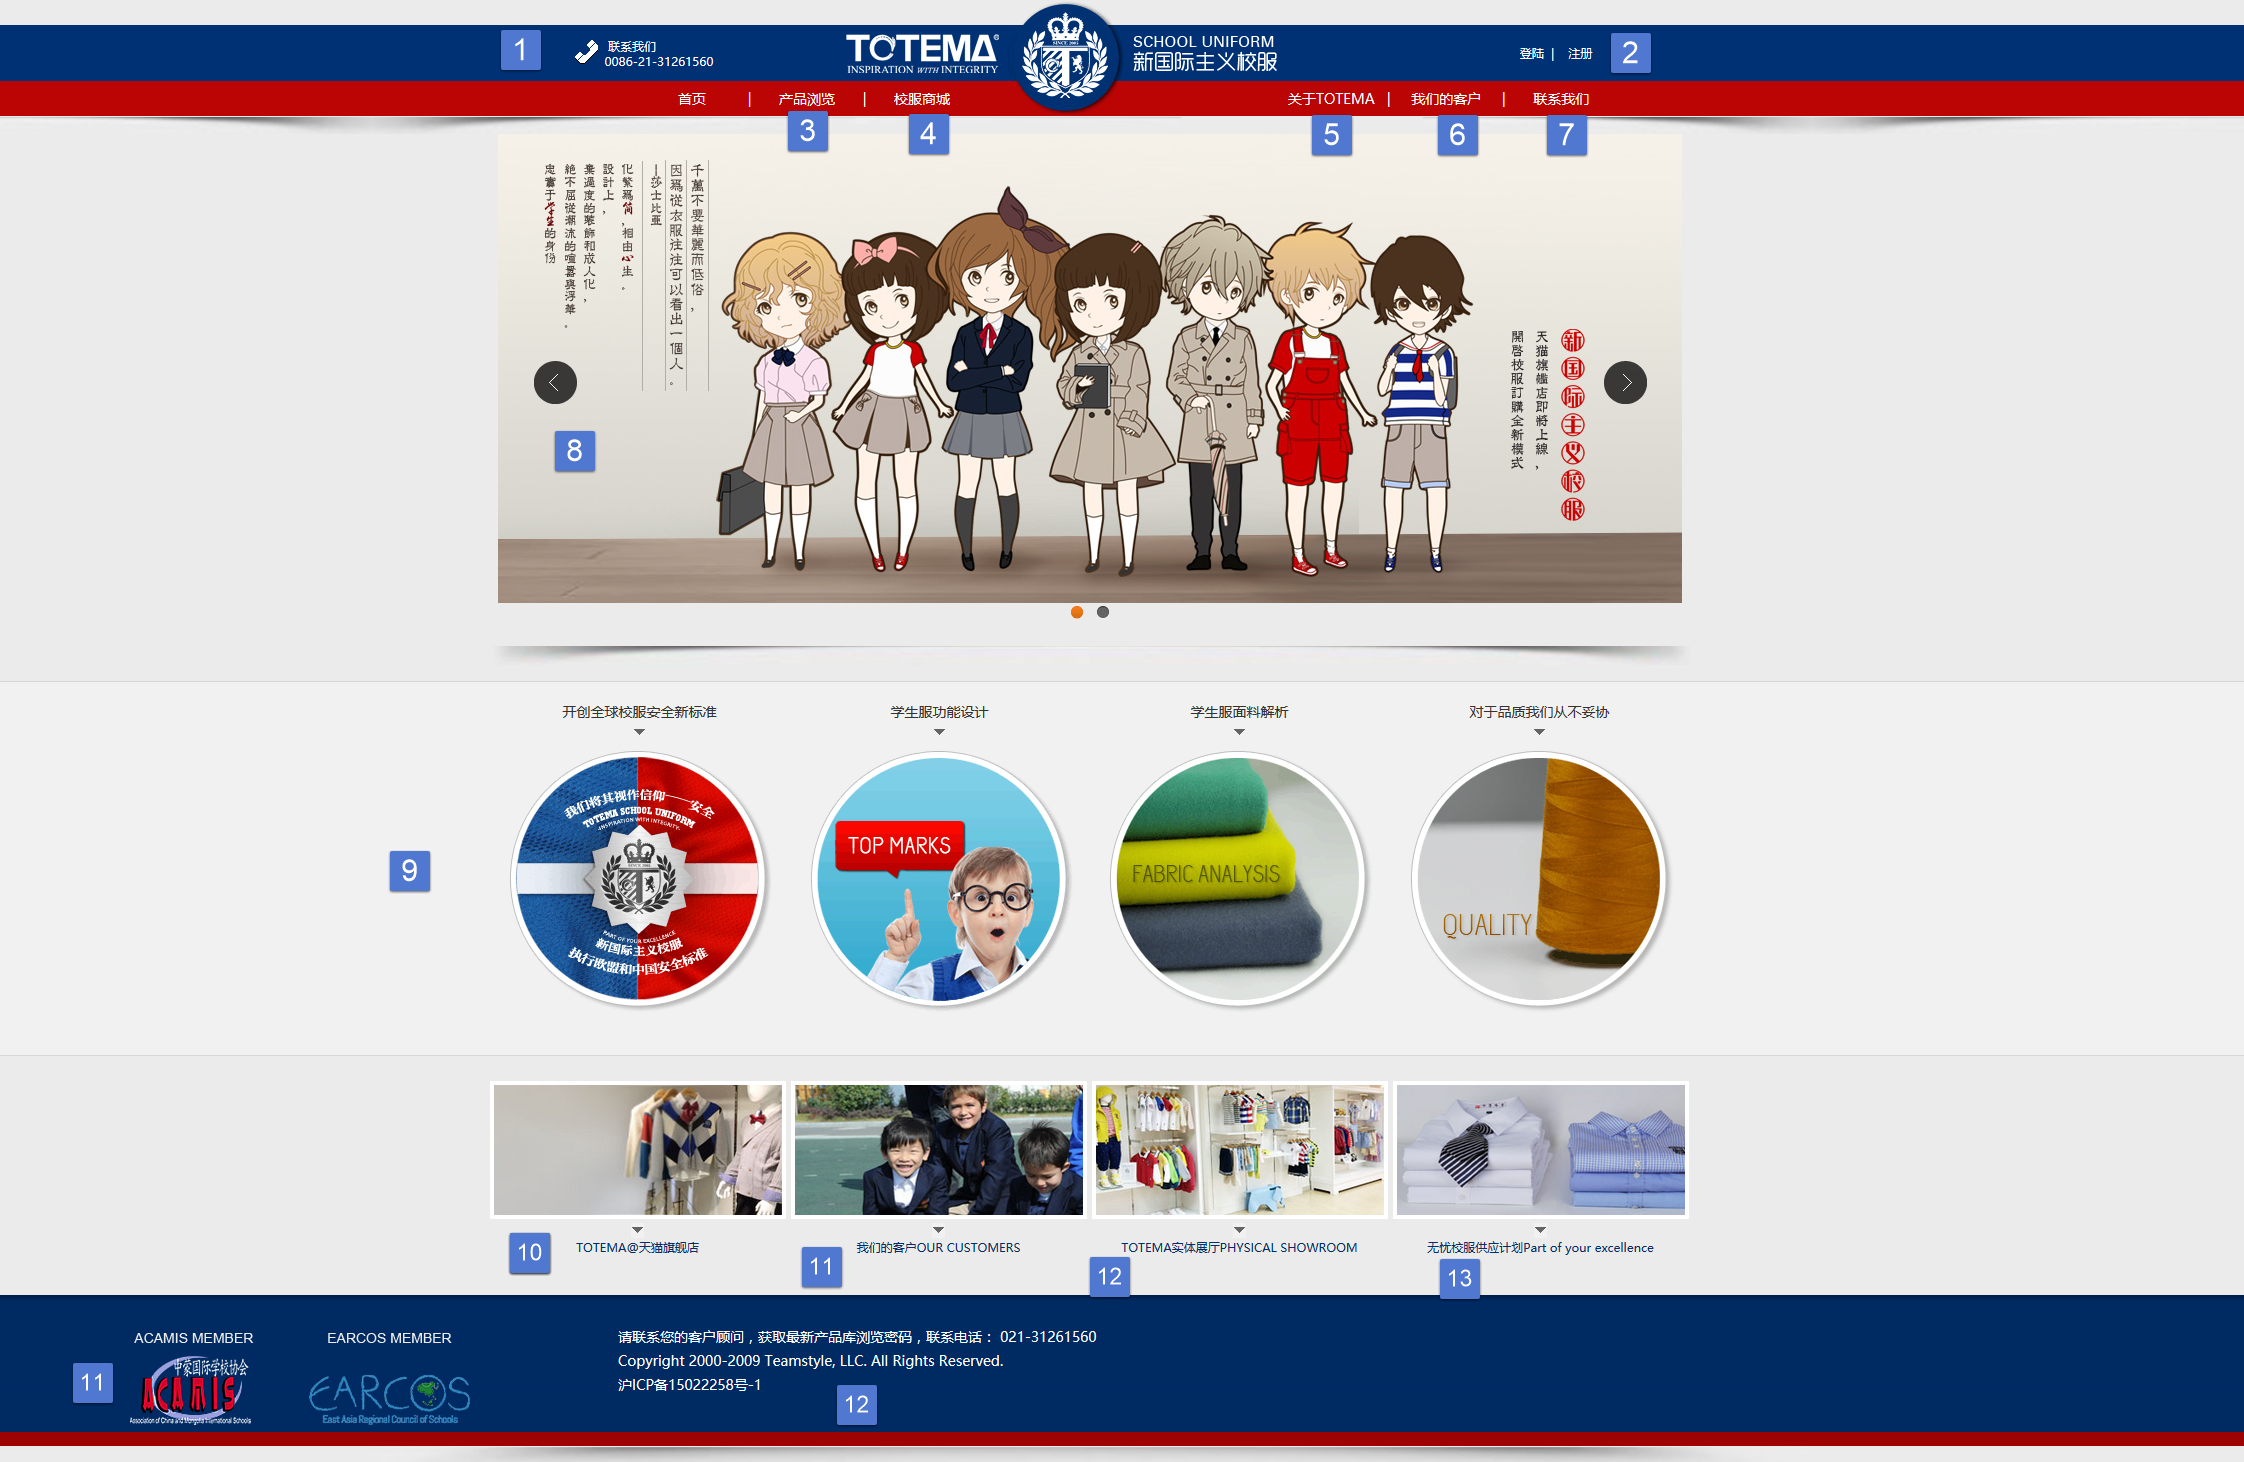 1
联系我们
0086-21-31261560
TOTEMA®
INSPIRATION WITH INTEGRITY
SINCE 2003
SCHOOL UNIFORM
新国际主义校服
登陆 | 注册
2
首页 | 产品浏览 | 校服商城
关于TOTEMA | 我们的客户 | 联系我们
3
4
5
6
7
千萬不要華麗而低俗，
因爲從衣服往往可以看出一個人。
—莎士比亜
化繁爲简，相由心生。
設計上，
棄過度的裝飾和成人化，
絶不屈從潮流的喧囂與浮華。
忠實于学生的身份
新国际主义校服
天猫旗艦店即將上線，
開啓校服訂購全新模式
8
开创全球校服安全新标准
学生服功能设计
学生服面料解析
对于品质我们从不妥协
9
我们将其视作信仰——安全
TOTEMA SCHOOL UNIFORM
INSPIRATION WITH INTEGRITY
SINCE 2003
PART OF YOUR EXCELLENCE
新国际主义校服
执行欧盟和中国安全标准
TOP MARKS
FABRIC ANALYSIS
QUALITY
10
TOTEMA@天猫旗舰店
11
我们的客户OUR CUSTOMERS
12
TOTEMA实体展厅PHYSICAL SHOWROOM
13
无忧校服供应计划Part of your excellence
ACAMIS MEMBER
EARCOS MEMBER
11
中蒙国际学校协会
ACAMIS
Association of China and Mongolia International Schools
EARCOS
East Asia Regional Council of Schools
请联系您的客户顾问，获取最新产品库浏览密码，联系电话： 021-31261560
Copyright 2000-2009 Teamstyle, LLC. All Rights Reserved.
沪ICP备15022258号-1
12